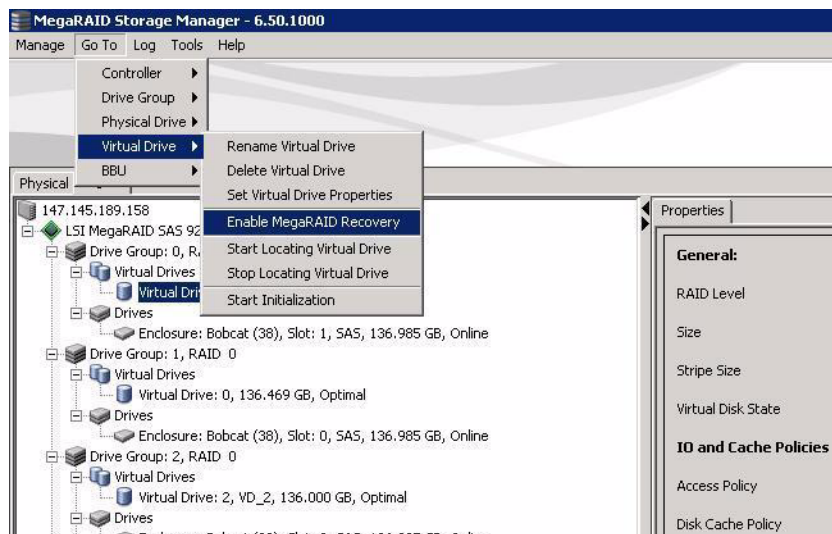 MegaRAID Storage Manager - 6.50.1000
Manage Go To Log Tools Help
Controller
Drive Group
Physical Drive
Virtual Drive
BBU
Rename Virtual Drive
Delete Virtual Drive
Set Virtual Drive Properties
Enable MegaRAID Recovery
Start Locating Virtual Drive
Stop Locating Virtual Drive
Start Initialization
Physical
147.145.189.158
LSI MegaRAID SAS 92
Drive Group: 0, R
Virtual Drives
Virtual Dri
Drives
Enclosure: Bobcat (38), Slot: 1, SAS, 136.985 GB, Online
Drive Group: 1, RAID 0
Virtual Drives
Virtual Drive: 0, 136.469 GB, Optimal
Drives
Enclosure: Bobcat (38), Slot: 0, SAS, 136.985 GB, Online
Drive Group: 2, RAID 0
Virtual Drives
Virtual Drive: 2, VD_2, 136.000 GB, Optimal
Drives
Properties
General:
RAID Level
Size
Stripe Size
Virtual Disk State
IO and Cache Policies
Access Policy
Disk Cache Policy